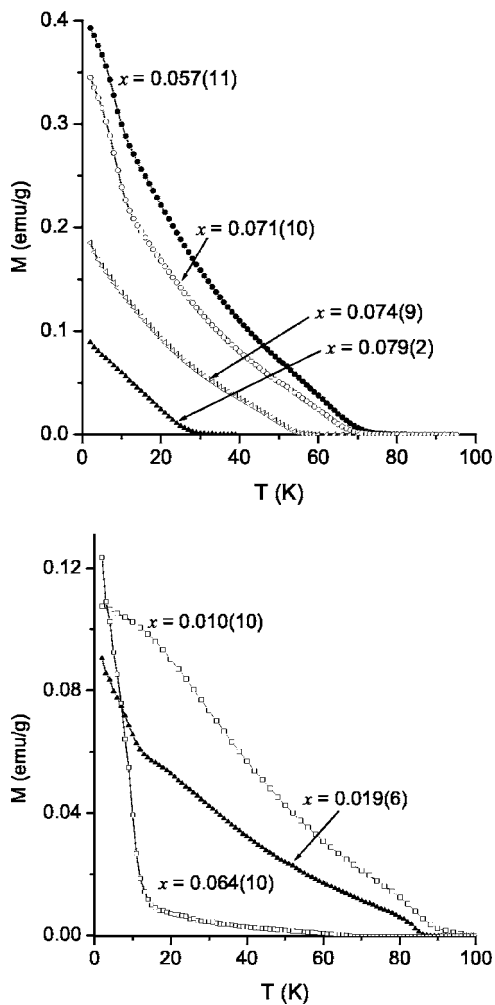 0.4
0.3
0.2
0.1
0.0
M (emu/g)
x = 0.057(11)
x = 0.071(10)
x = 0.074(9)
x = 0.079(2)
0 20 40 60 80 100
T (K)
0.12
0.08
0.04
0.00
M (emu/g)
x = 0.010(10)
x = 0.019(6)
x = 0.064(10)
0 20 40 60 80 100
T (K)